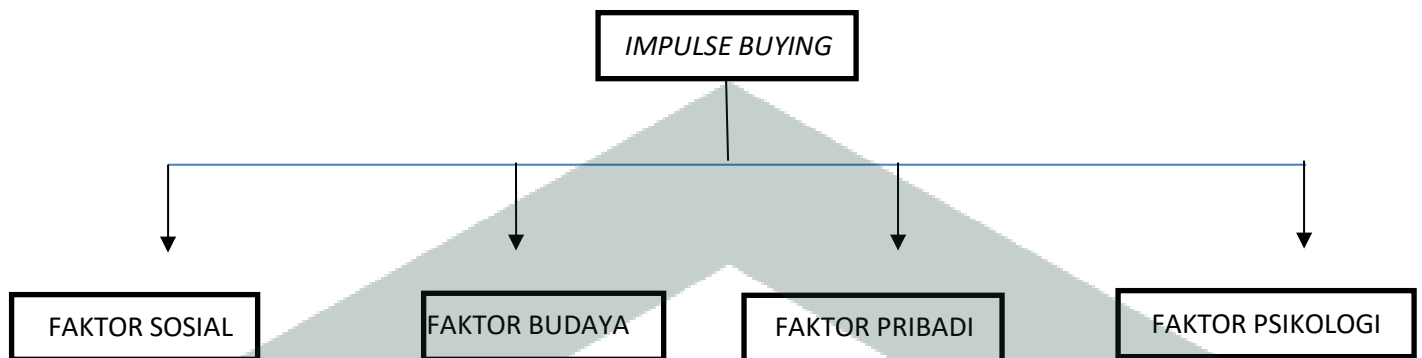 IMPULSE BUYING
FAKTOR SOSIAL
FAKTOR BUDAYA
FAKTOR PRIBADI
FAKTOR PSIKOLOGI